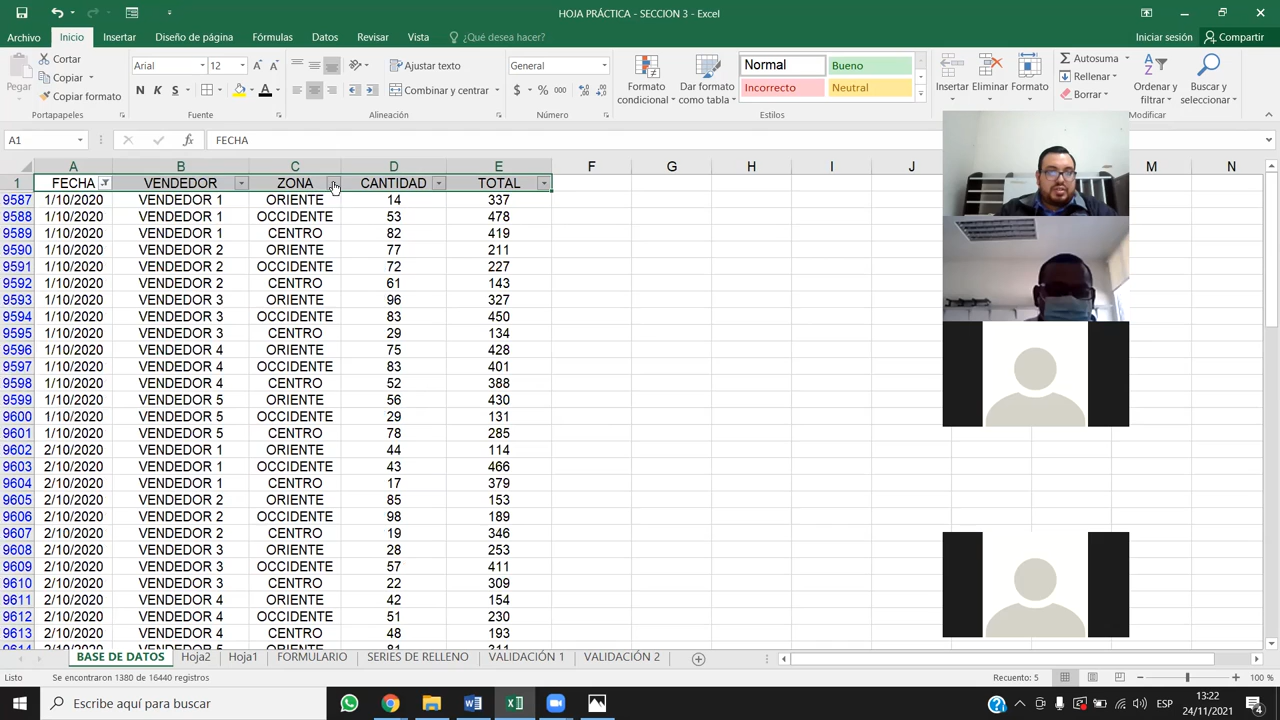 HOJA PRÁCTICA - SECCION 3 - Excel
Archivo Inicio Insertar Diseño de página Fórmulas Datos Revisar Vista ¿Qué desea hacer? Iniciar sesión Compartir
Pegar Cortar Copiar Copiar formato
Arial 12 N K S A
Ajustar texto Combinar y centrar
General $ % 000
Formato condicional Dar formato como tabla
Normal Bueno
Incorrecto Neutral
Insertar Eliminar Formato
Autosuma Rellenar Borrar
Ordenar y filtrar Buscar y seleccionar
Portapapeles Fuente Alineación Número Estilos Modificar
A1 fx FECHA
A B C D E F G H I J M N
1 FECHA VENDEDOR ZONA CANTIDAD TOTAL
9587 1/10/2020 VENDEDOR 1 ORIENTE 14 337
9588 1/10/2020 VENDEDOR 1 OCCIDENTE 53 478
9589 1/10/2020 VENDEDOR 1 CENTRO 82 419
9590 1/10/2020 VENDEDOR 2 ORIENTE 77 211
9591 1/10/2020 VENDEDOR 2 OCCIDENTE 72 227
9592 1/10/2020 VENDEDOR 2 CENTRO 61 143
9593 1/10/2020 VENDEDOR 3 ORIENTE 96 327
9594 1/10/2020 VENDEDOR 3 OCCIDENTE 83 450
9595 1/10/2020 VENDEDOR 3 CENTRO 29 134
9596 1/10/2020 VENDEDOR 4 ORIENTE 75 428
9597 1/10/2020 VENDEDOR 4 OCCIDENTE 83 401
9598 1/10/2020 VENDEDOR 4 CENTRO 52 388
9599 1/10/2020 VENDEDOR 5 ORIENTE 56 430
9600 1/10/2020 VENDEDOR 5 OCCIDENTE 29 131
9601 1/10/2020 VENDEDOR 5 CENTRO 78 285
9602 2/10/2020 VENDEDOR 1 ORIENTE 44 114
9603 2/10/2020 VENDEDOR 1 OCCIDENTE 43 466
9604 2/10/2020 VENDEDOR 1 CENTRO 17 379
9605 2/10/2020 VENDEDOR 2 ORIENTE 85 153
9606 2/10/2020 VENDEDOR 2 OCCIDENTE 98 189
9607 2/10/2020 VENDEDOR 2 CENTRO 19 346
9608 2/10/2020 VENDEDOR 3 ORIENTE 28 253
9609 2/10/2020 VENDEDOR 3 OCCIDENTE 57 411
9610 2/10/2020 VENDEDOR 3 CENTRO 22 309
9611 2/10/2020 VENDEDOR 4 ORIENTE 42 154
9612 2/10/2020 VENDEDOR 4 OCCIDENTE 51 230
9613 2/10/2020 VENDEDOR 4 CENTRO 48 193
BASE DE DATOS Hoja2 Hoja1 FORMULARIO SERIES DE RELLENO VALIDACIÓN 1 VALIDACIÓN 2
Listo Se encontraron 1380 de 16440 registros Recuento: 5 100 %
Escribe aquí para buscar ESP 13:22
24/11/2021